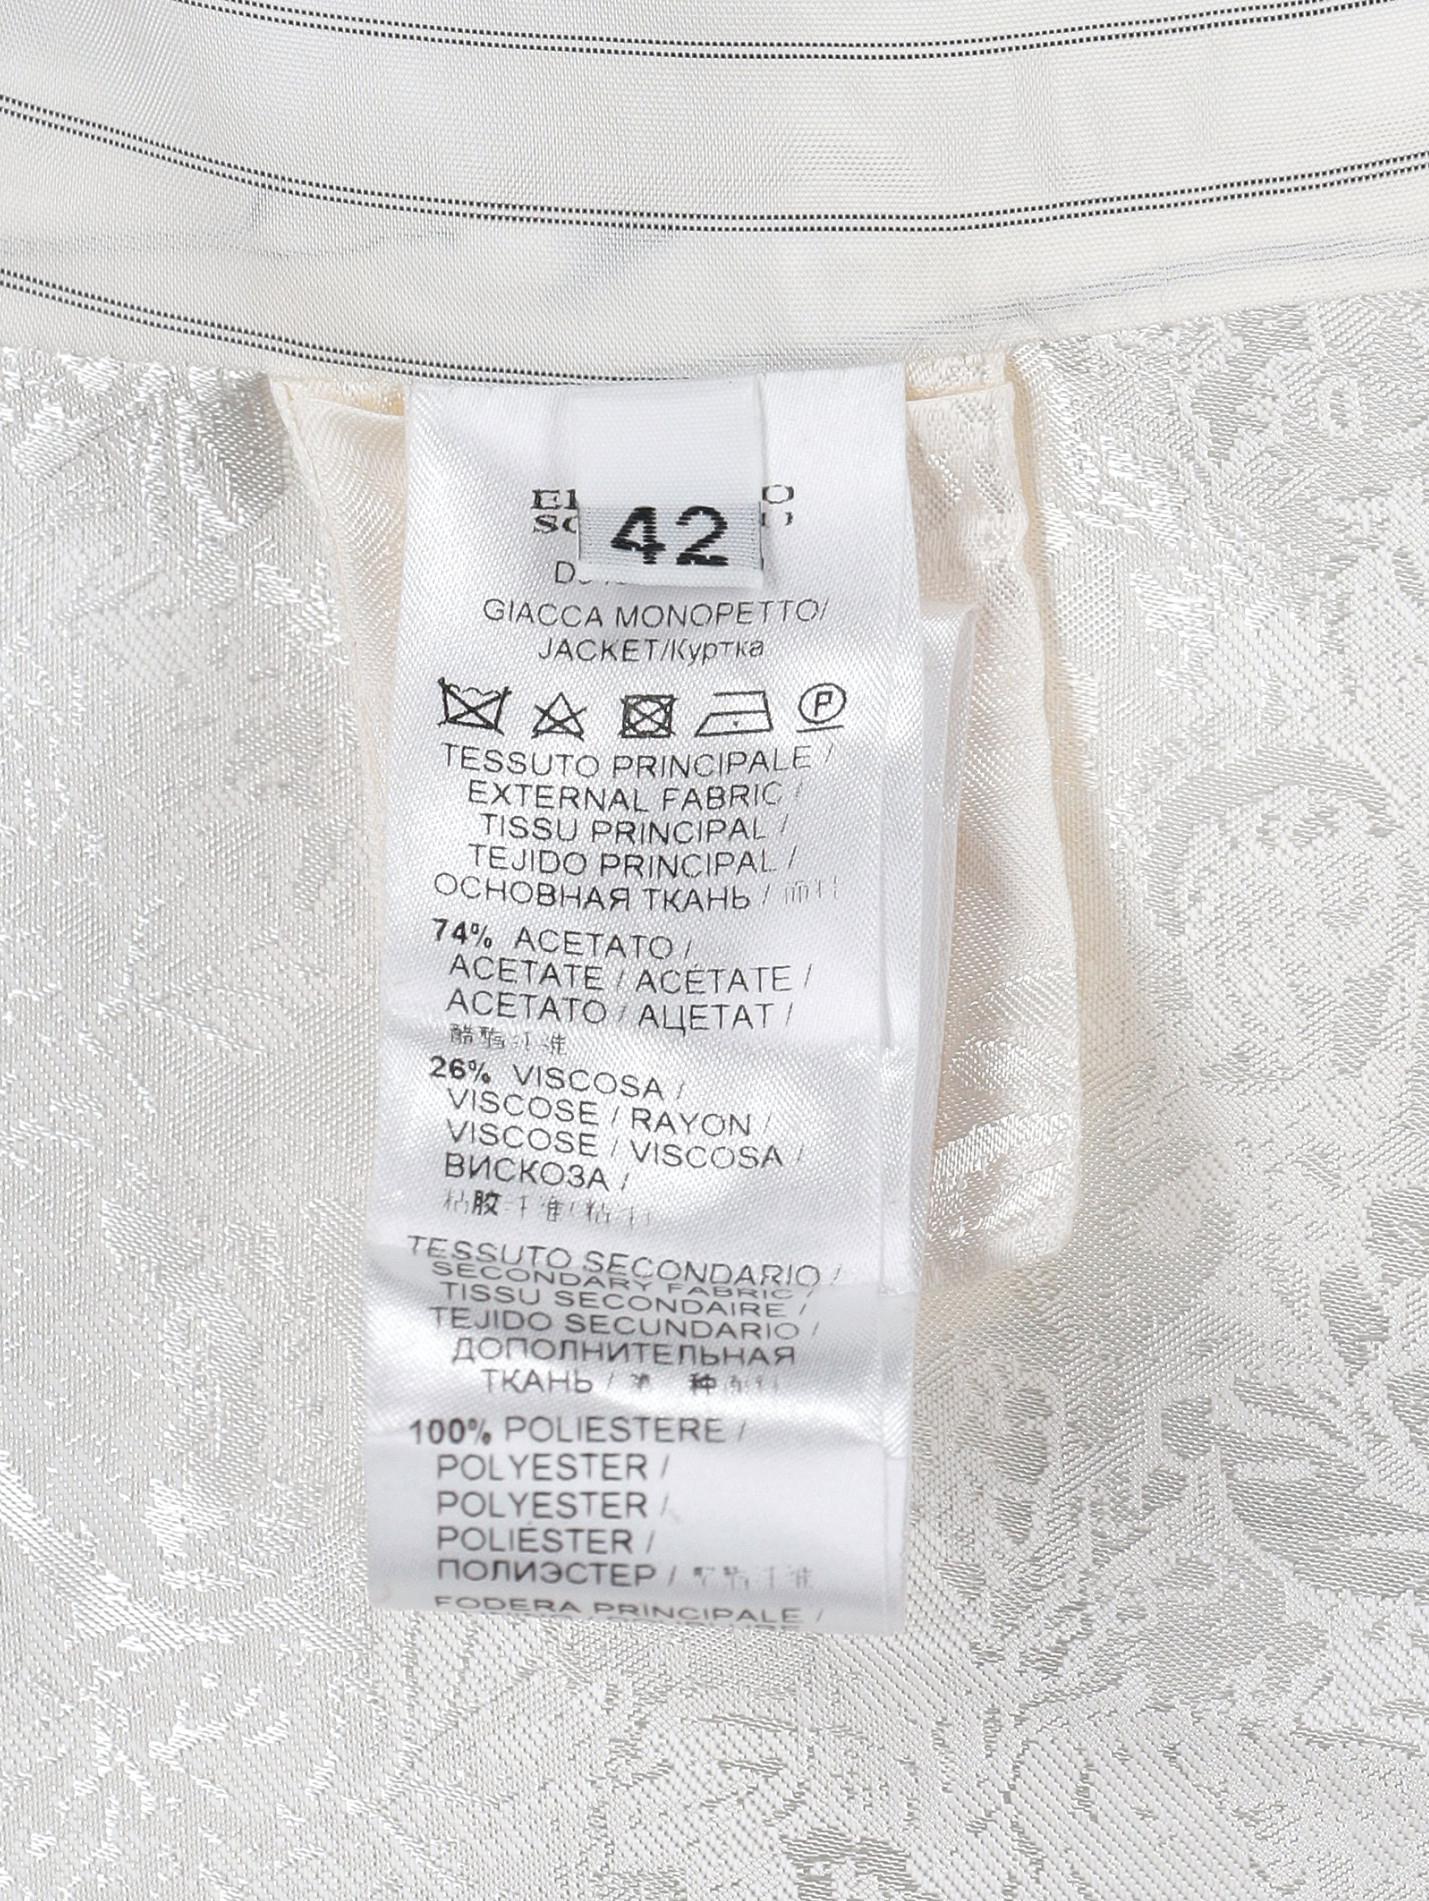 42
GIACCA MONOPETTO/
JACKET/Куртка
P
TESSUTO PRINCIPALE /
EXTERNAL FABRIC /
TISSU PRINCIPAL /
TEJIDO PRINCIPAL /
ОСНОВНАЯ ТКАНЬ /
74% ACETATO /
ACETATE / ACÉTATE /
ACETATO / АЦЕТАТ /
26% VISCOSA /
VISCOSE / RAYON /
VISCOSE / VISCOSA /
ВИСКОЗА /
TESSUTO SECONDARIO /
SECONDARY FABRIC /
TISSU SECONDAIRE /
TEJIDO SECUNDARIO /
ДОПОЛНИТЕЛЬНАЯ
ТКАНЬ /
100% POLIESTERE /
POLYESTER /
POLYESTER /
POLIÉSTER /
ПОЛИЭСТЕР /
FODERA PRINCIPALE /